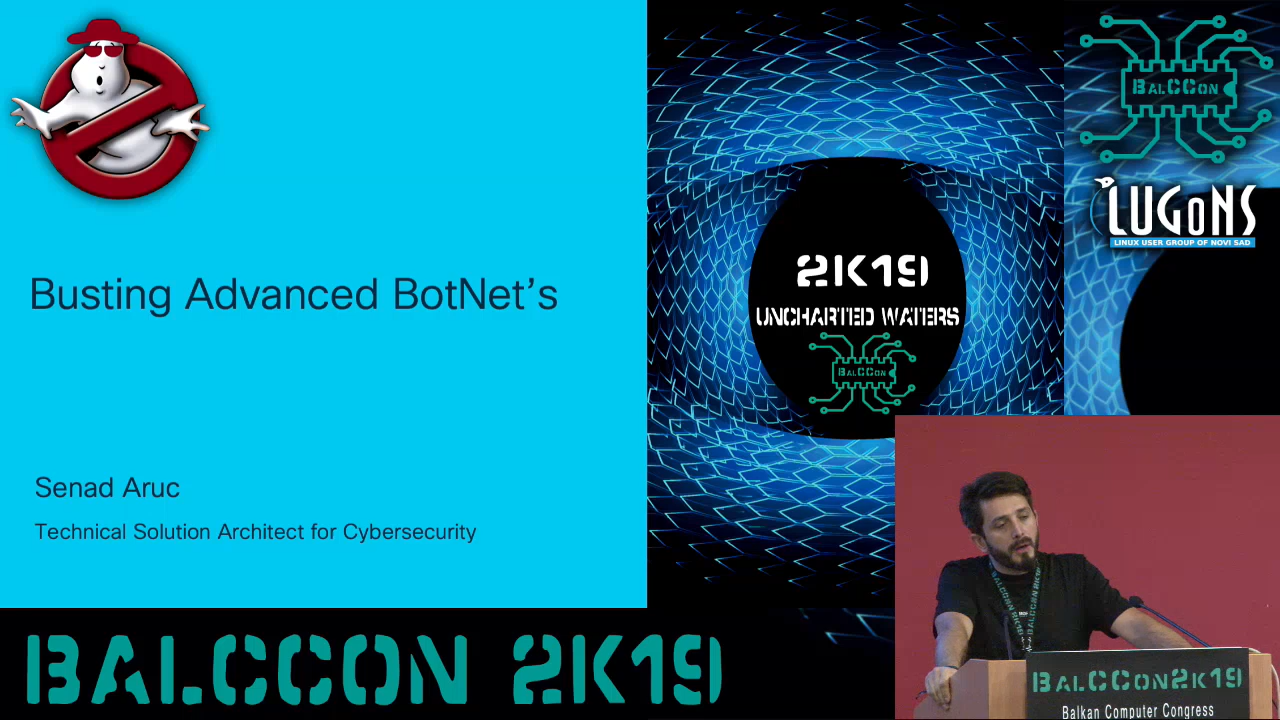 Busting Advanced BotNet's
Senad Aruc
Technical Solution Architect for Cybersecurity
2K19
UNCHARTED WATERS
BALCCON
BALCCON
LUGONS
LINUX USER GROUP OF NOVI SAD
BALCCON 2K19
BALCCON2K19
Balkan Computer Congress